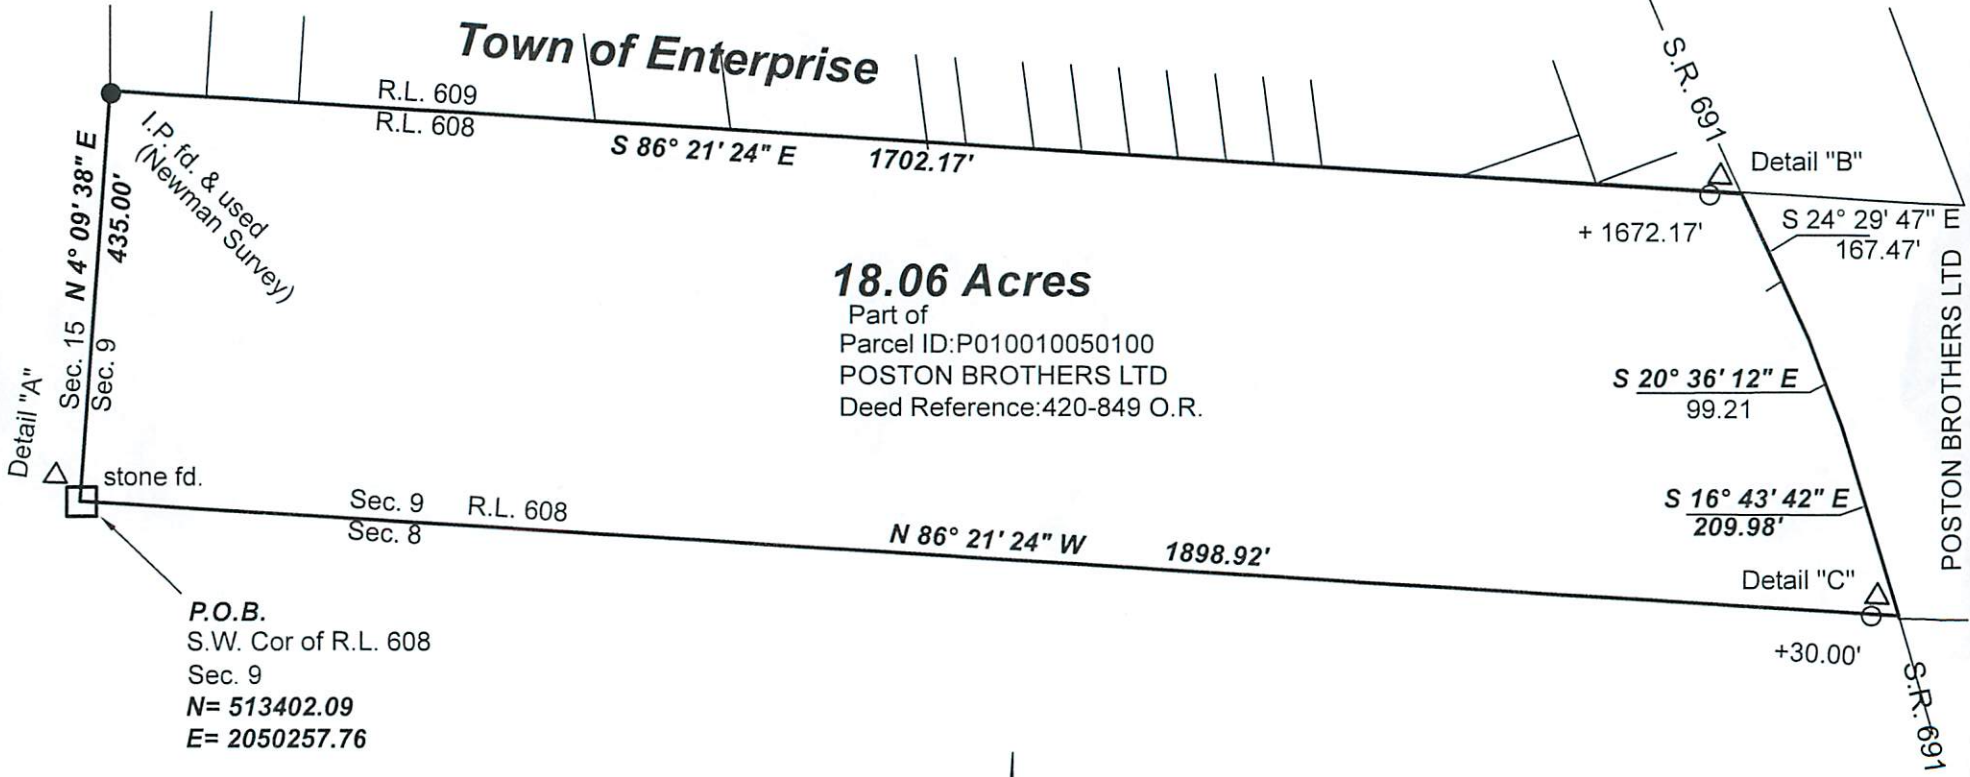 Town of Enterprise
S.R. 691
R.L. 609
R.L. 608
S 86° 21' 24" E 1702.17'
I.P. fd. & used
(Newman Survey)
N 4° 09' 38" E
435.00'
Sec. 15
Sec. 9
Detail "A"
stone fd.
Detail "B"
+ 1672.17'
S 24° 29' 47" E
167.47'
POSTON BROTHERS LTD
18.06 Acres
Part of
Parcel ID:P010010050100
POSTON BROTHERS LTD
Deed Reference:420-849 O.R.
S 20° 36' 12" E
99.21
S 16° 43' 42" E
209.98'
Sec. 9 R.L. 608
Sec. 8
N 86° 21' 24" W 1898.92'
Detail "C"
+30.00'
S.R. 691
P.O.B.
S.W. Cor of R.L. 608
Sec. 9
N= 513402.09
E= 2050257.76